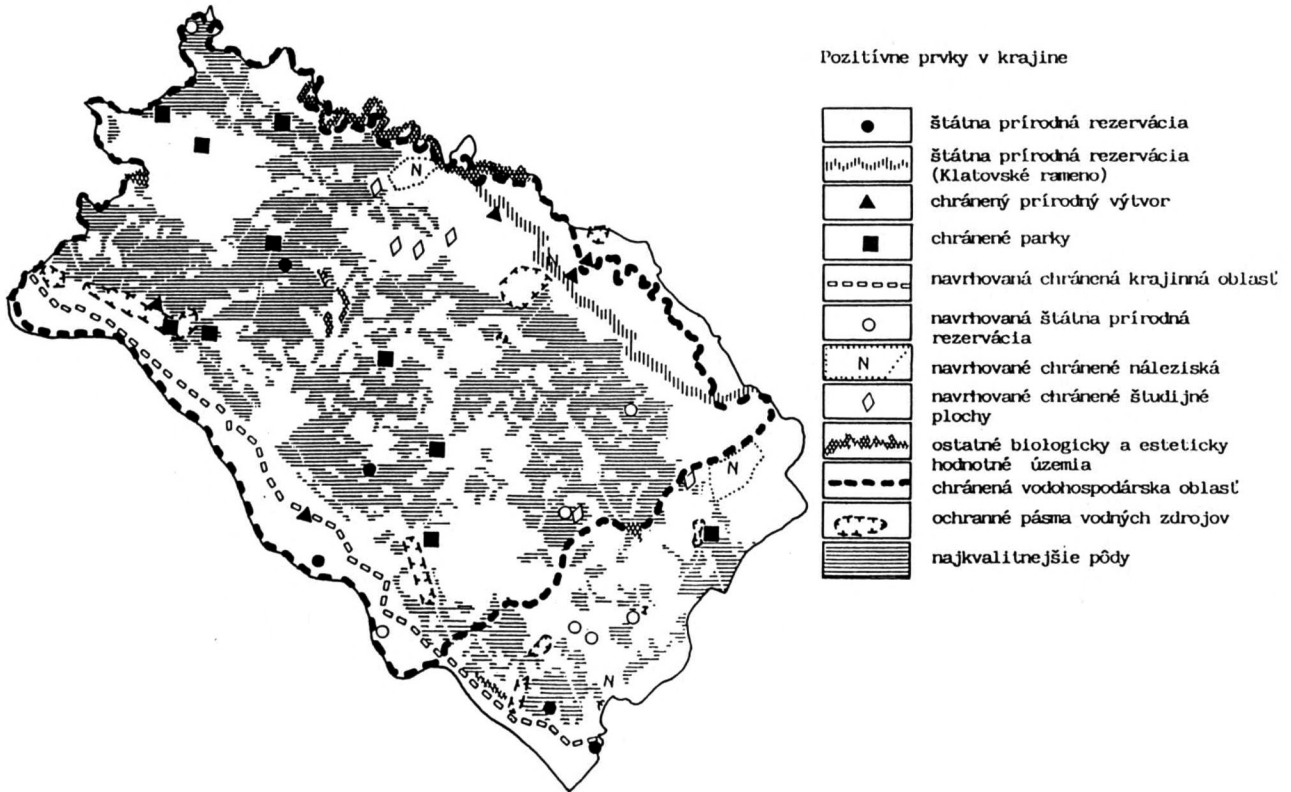 Pozitívne prvky v krajine
štátna prírodná rezervácia
štátna prírodná rezervácia
(Klatovské rameno)
chránený prírodný výtvor
chránené parky
navrhovaná chránená krajinná oblasť
navrhovaná štátna prírodná
rezervácia
N
navrhované chránené náleziská
navrhované chránené študijné
plochy
ostatné biologicky a esteticky
hodnotné územia
chránená vodohospodárska oblasť
ochranné pásma vodných zdrojov
najkvalitnejšie pôdy
N
N
N
N